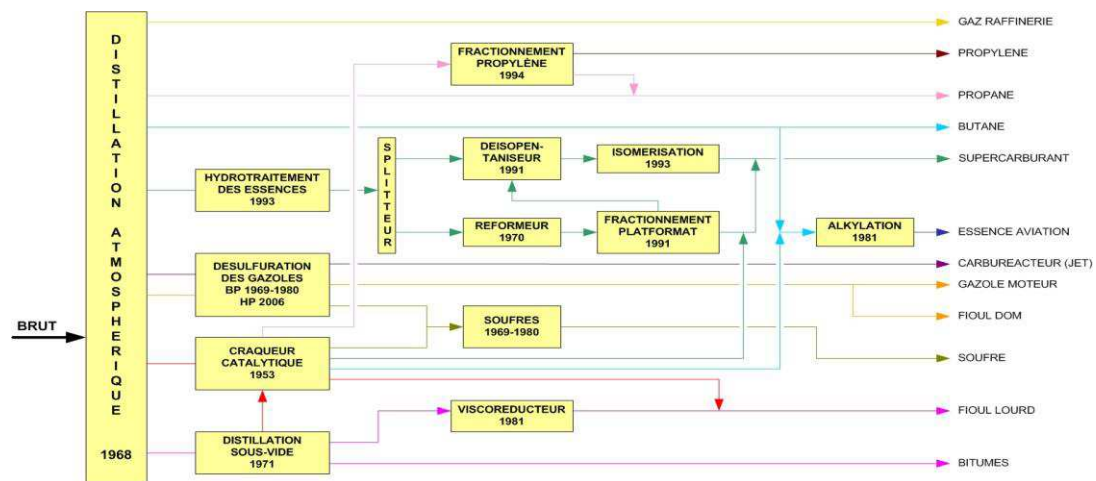 DISTILLATION ATMOSPHERIQUE
1968
BRUT
GAZ RAFFINERIE
FRACTIONNEMENT
PROPYLÈNE
1994
PROPYLENE
PROPANE
BUTANE
SPLITTEUR
DEISOPEN-
TANISEUR
1991
ISOMERISATION
1993
SUPERCARBURANT
HYDROTRAITEMENT
DES ESSENCES
1993
REFORMEUR
1970
FRACTIONNEMENT
PLATFORMAT
1991
ALKYLATION
1981
ESSENCE AVIATION
DESULFURATION
DES GAZOLES
BP 1969-1980
HP 2006
CARBUREACTEUR (JET)
GAZOLE MOTEUR
FIOUL DOM
SOUFRES
1969-1980
CRAQUEUR
CATALYTIQUE
1953
SOUFRE
VISCOREDUCTEUR
1981
FIOUL LOURD
DISTILLATION
SOUS-VIDE
1971
BITUMES